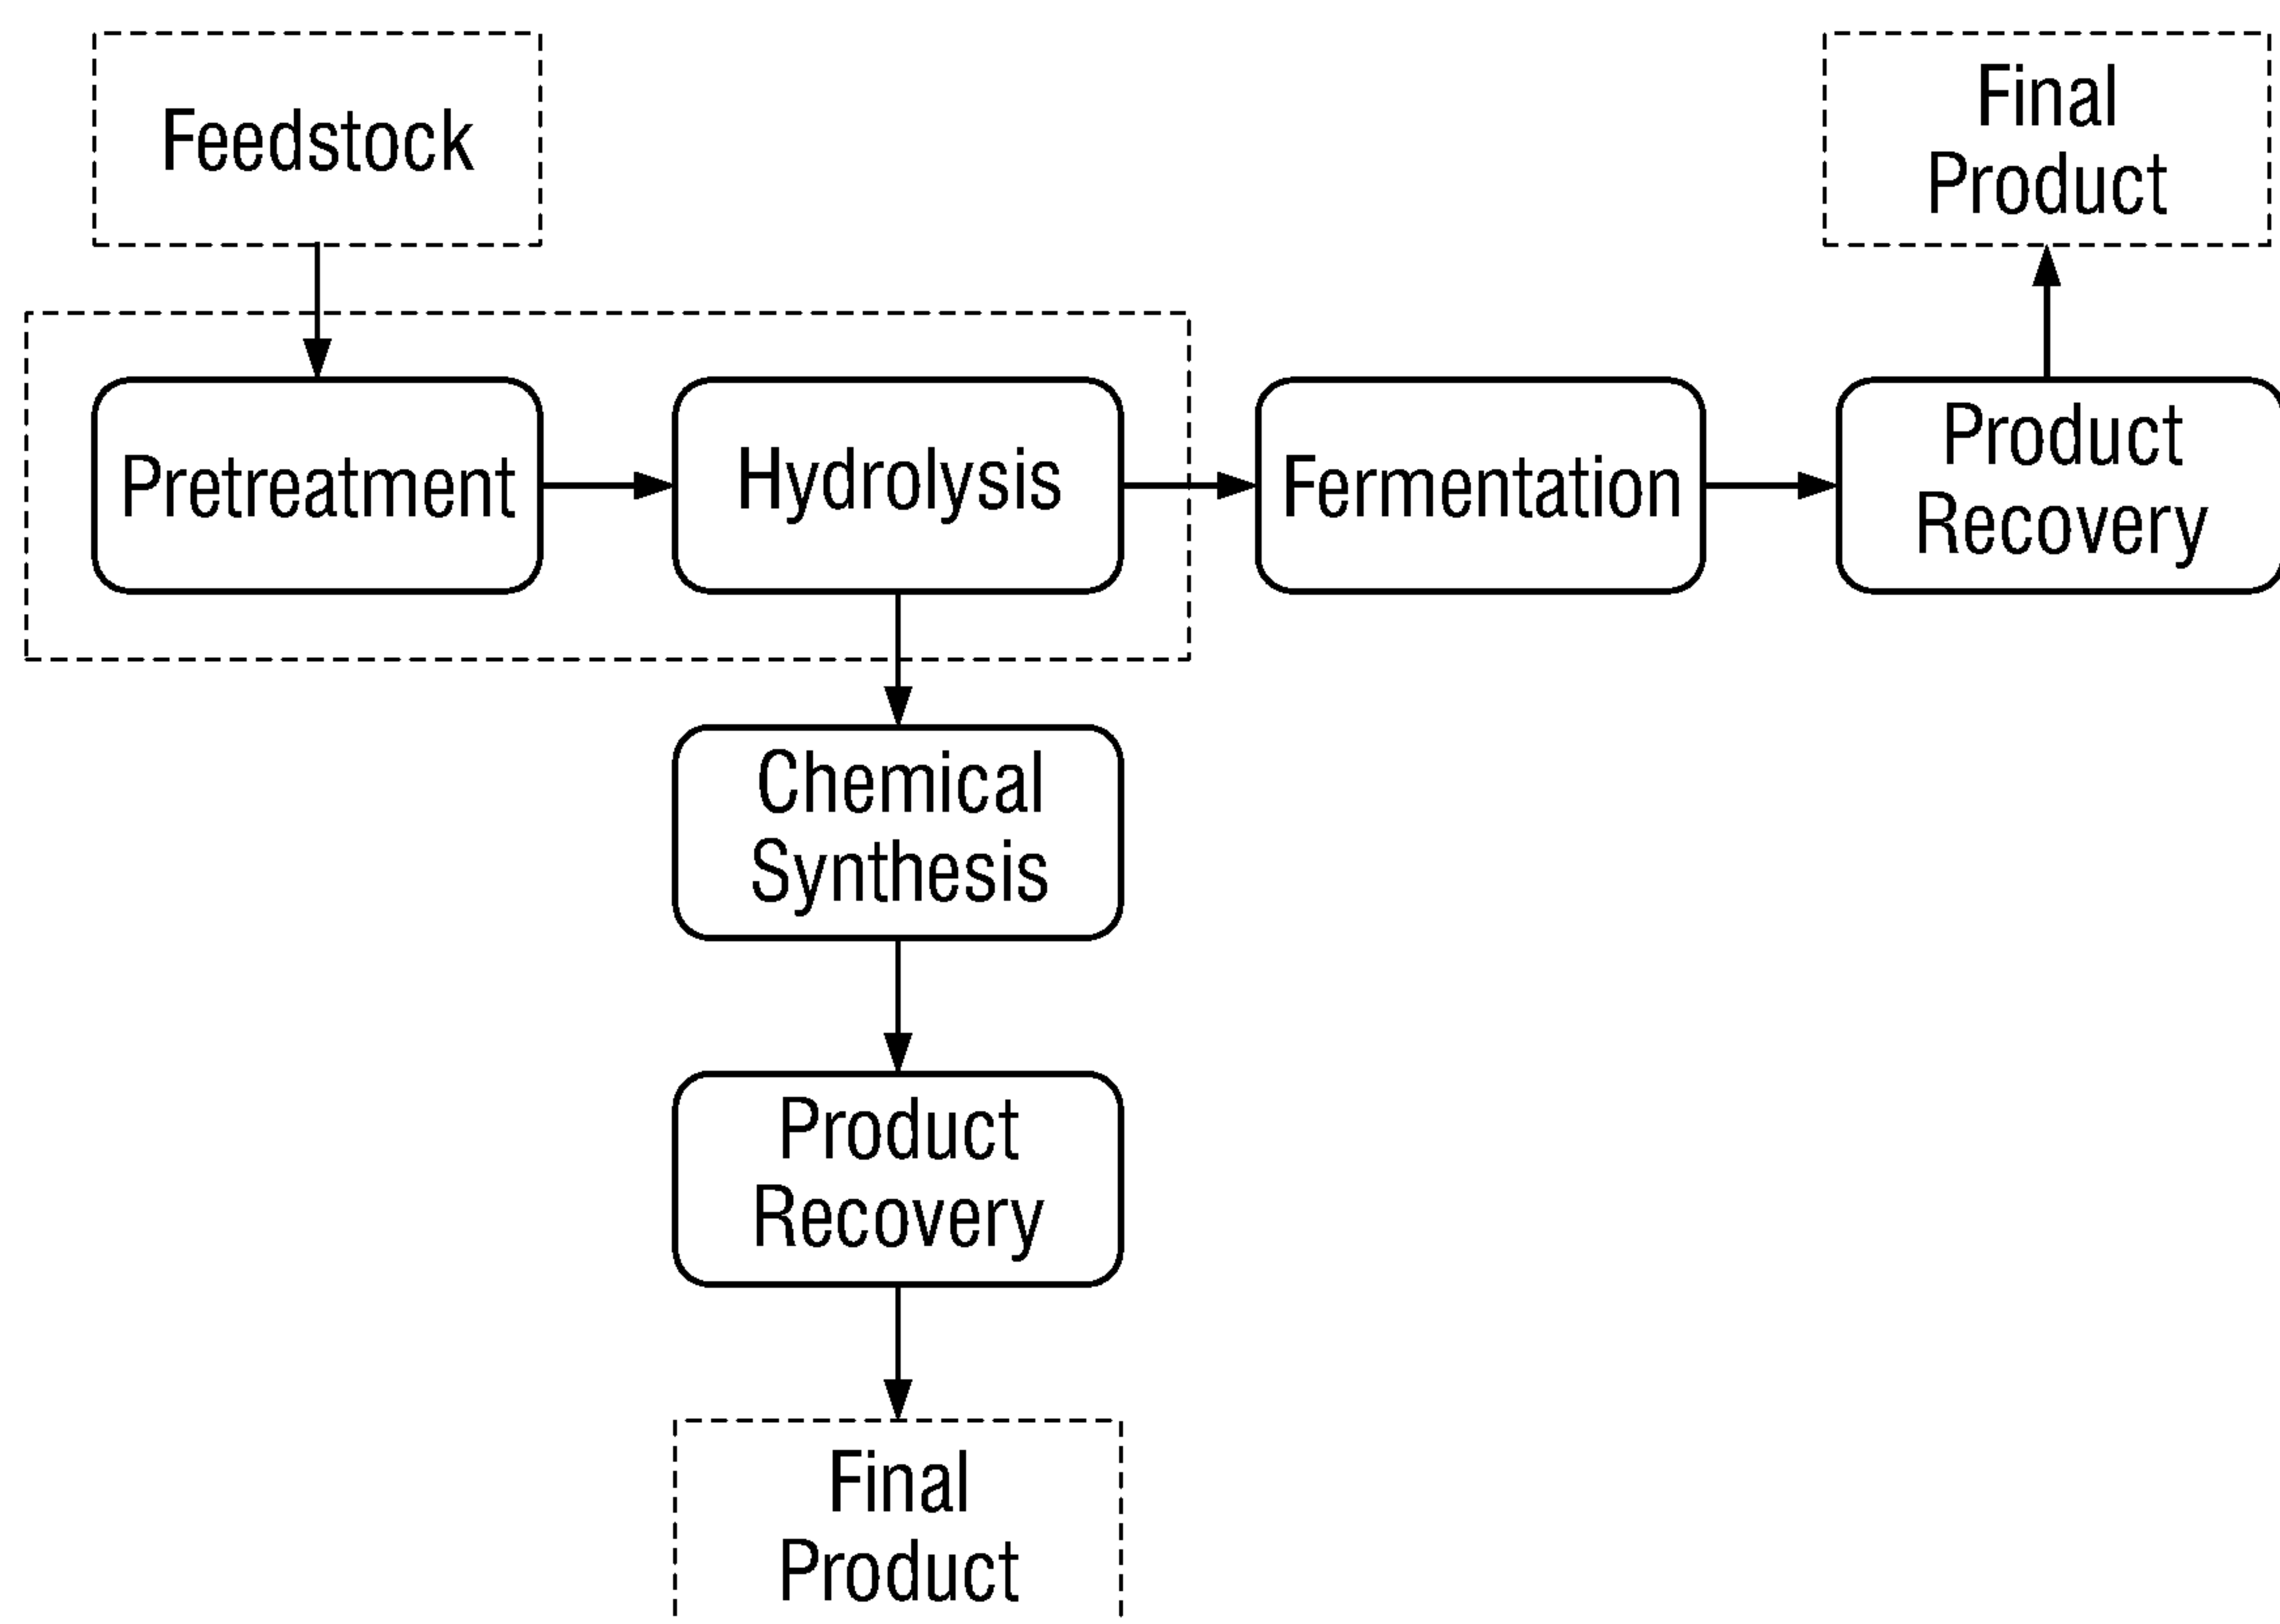 Feedstock
Final
Product
Pretreatment
Hydrolysis
Fermentation
Product
Recovery
Chemical
Synthesis
Product
Recovery
Final
Product